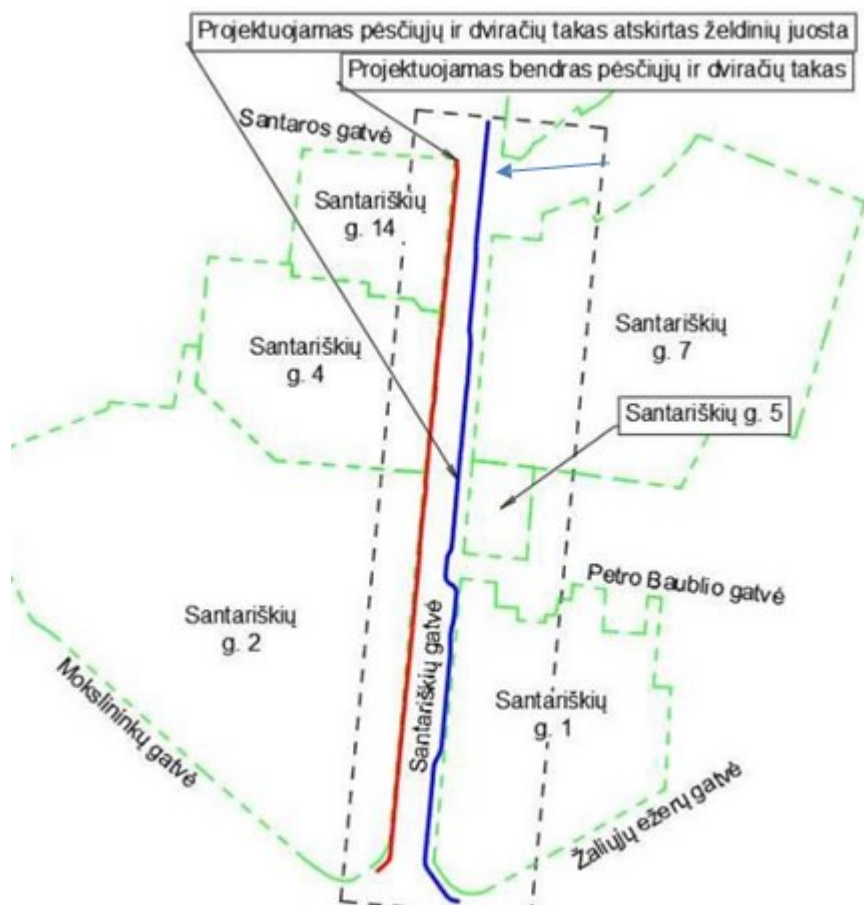 Projektuojamas pėsčiųjų ir dviračių takas atskirtas želdinių juosta
Projektuojamas bendras pėsčiųjų ir dviračių takas
Santaros gatvė
Santariškių
g. 14
Santariškių
g. 4
Santariškių
g. 7
Santariškių g. 5
Petro Baublio gatvė
Santariškių
g. 2
Santariškių gatvė
Santariškių
g. 1
Mokslininkų gatvė
Žaliųjų ežerų gatvė